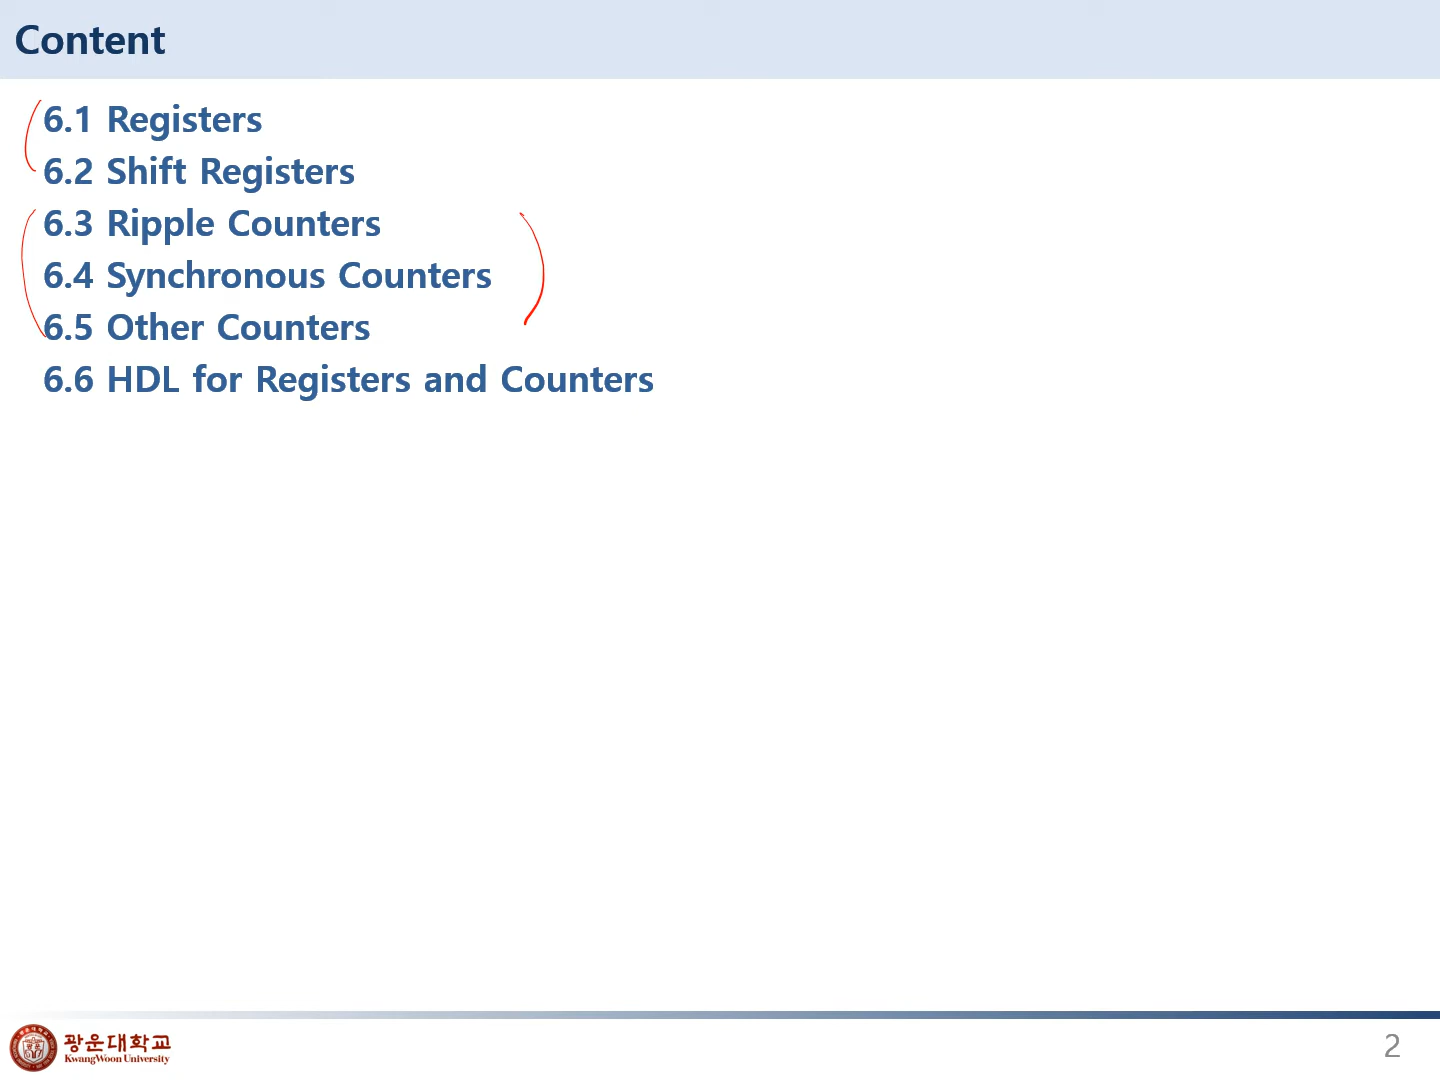 Content
6.1 Registers
6.2 Shift Registers
6.3 Ripple Counters
6.4 Synchronous Counters
6.5 Other Counters
6.6 HDL for Registers and Counters
광운대학교
KwangWoon University
2